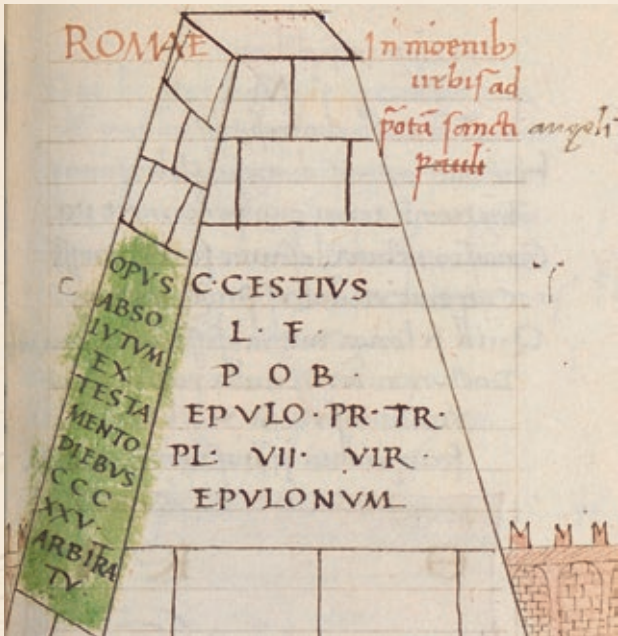 ROMAE
In moenib;
urbis ad
p̄otā sancti angeli
pauli
OPVS
ABSO
LVTVM
EX
TESTA
MENTO
DIEBVS
CCC
XXV·
ARBITRA
TV
C·CESTIVS
L·F·
POB·
EPVLO·PR·TR·
PL·VII·VIR·
EPVLONVM